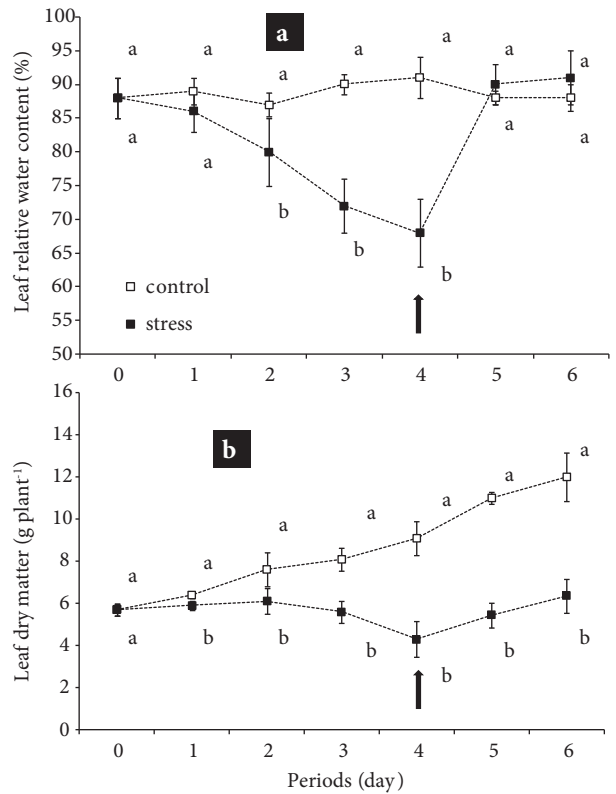 100
95
90
85
80
75
70
65
60
55
50
Leaf relative water content (%)
a
a a a a a a a
a a a a
b b b
control
stress
0 1 2 3 4 5 6
16
14
12
10
8
6
4
2
0
Leaf dry matter (g plant-1)
b
a a a a a a a
a b b b b b b
0 1 2 3 4 5 6
Periods (day)